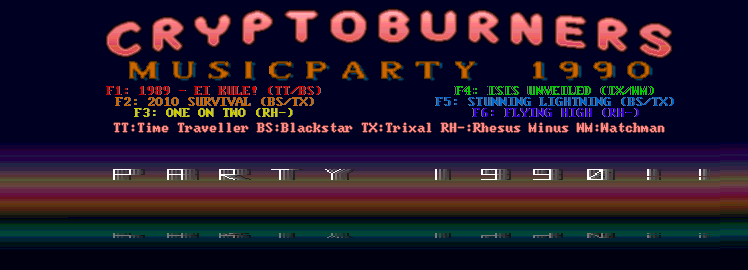 CRYPTOBURNERS
MUSICPARTY 1990
F1: 1989 - EI KULE! (TT/BS)
F4: ISIS UNVEILED (TX/WM)
F2: 2010 SURVIVAL (BS/TX)
F5: STUNNING LIGHTNING (BS/TX)
F3: ONE ON TWO (RH-)
F6: FLYING HIGH (RH-)
TT:Time Traveller BS:Blackstar TX:Trixal RH-:Rhesus Minus WM:Watchman
PARTY 1990!!